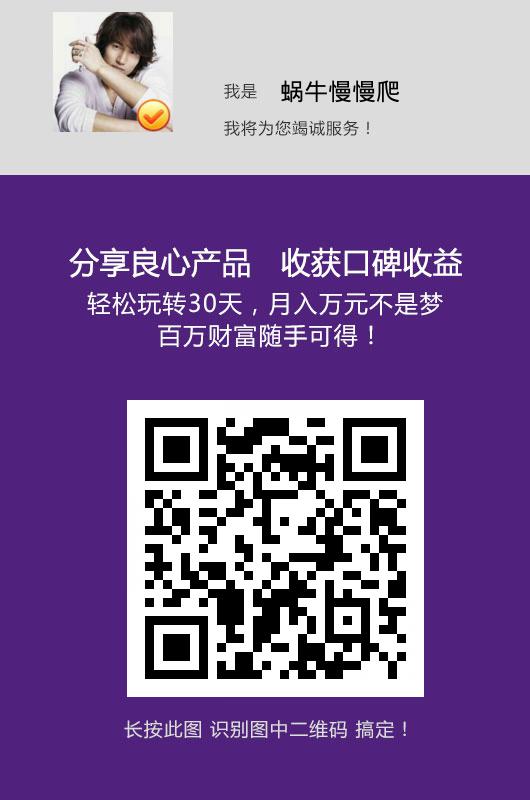 我是 蜗牛慢慢爬
我将为您竭诚服务！
分享良心产品 收获口碑收益
轻松玩转30天，月入万元不是梦
百万财富随手可得！
长按此图 识别图中二维码 搞定！